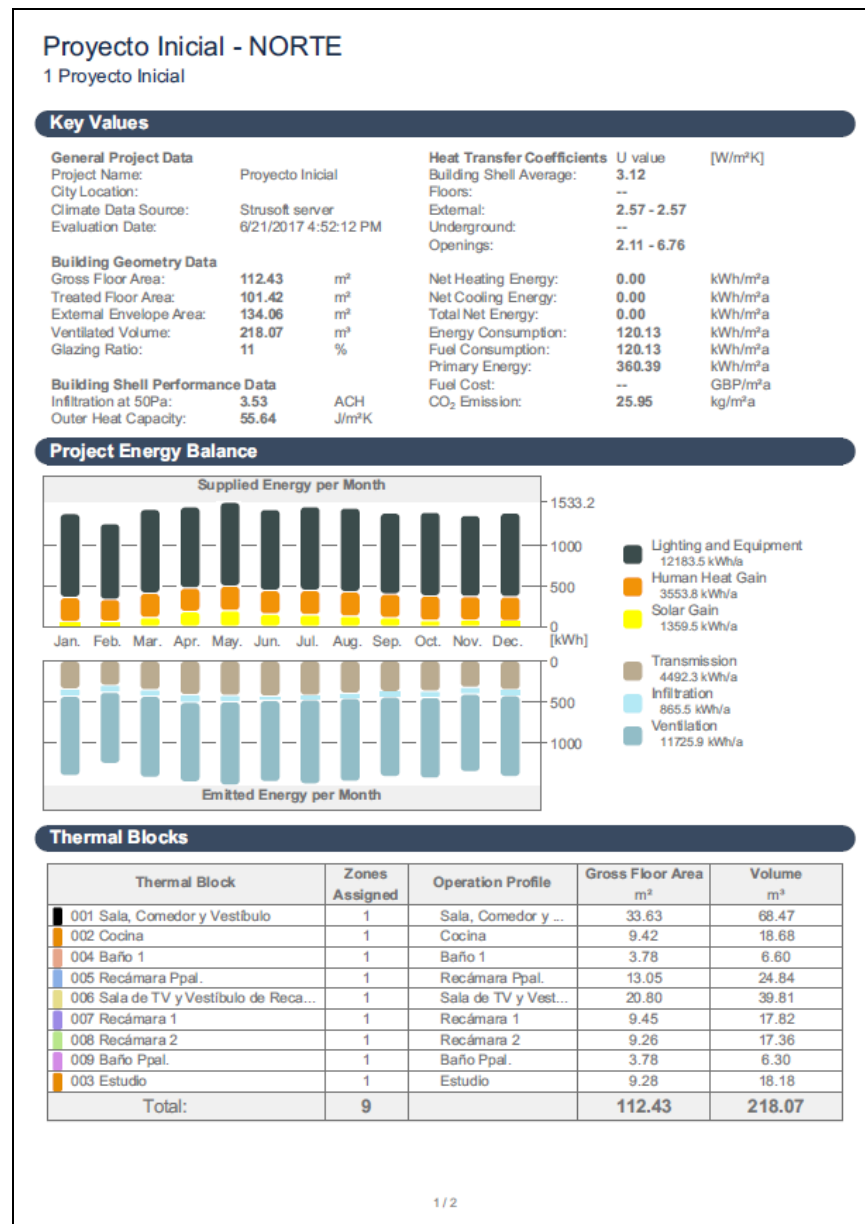 Proyecto Inicial - NORTE
1 Proyecto Inicial
Key Values
General Project Data
Project Name: Proyecto Inicial
City Location:
Climate Data Source: Strusoft server
Evaluation Date: 6/21/2017 4:52:12 PM
Building Geometry Data
Gross Floor Area: 112.43 m²
Treated Floor Area: 101.42 m²
External Envelope Area: 134.06 m²
Ventilated Volume: 218.07 m³
Glazing Ratio: 11 %
Building Shell Performance Data
Infiltration at 50Pa: 3.53 ACH
Outer Heat Capacity: 55.64 J/m²K
Heat Transfer Coefficients U value [W/m²K]
Building Shell Average: 3.12
Floors: --
External: 2.57 - 2.57
Underground: --
Openings: 2.11 - 6.76
Net Heating Energy: 0.00 kWh/m²a
Net Cooling Energy: 0.00 kWh/m²a
Total Net Energy: 0.00 kWh/m²a
Energy Consumption: 120.13 kWh/m²a
Fuel Consumption: 120.13 kWh/m²a
Primary Energy: 360.39 kWh/m²a
Fuel Cost: -- GBP/m²a
CO₂ Emission: 25.95 kg/m²a
Project Energy Balance
Supplied Energy per Month
1533.2
1000
500
0
Jan. Feb. Mar. Apr. May. Jun. Jul. Aug. Sep. Oct. Nov. Dec. [kWh]
0
500
1000
Emitted Energy per Month
Lighting and Equipment
12183.5 kWh/a
Human Heat Gain
3553.8 kWh/a
Solar Gain
1359.5 kWh/a
Transmission
4492.3 kWh/a
Infiltration
865.5 kWh/a
Ventilation
11725.9 kWh/a
Thermal Blocks
Thermal Block Zones Assigned Operation Profile Gross Floor Area m² Volume m³
001 Sala, Comedor y Vestíbulo 1 Sala, Comedor y ... 33.63 68.47
002 Cocina 1 Cocina 9.42 18.68
004 Baño 1 1 Baño 1 3.78 6.60
005 Recámara Ppal. 1 Recámara Ppal. 13.05 24.84
006 Sala de TV y Vestíbulo de Reca... 1 Sala de TV y Vest... 20.80 39.81
007 Recámara 1 1 Recámara 1 9.45 17.82
008 Recámara 2 1 Recámara 2 9.26 17.36
009 Baño Ppal. 1 Baño Ppal. 3.78 6.30
003 Estudio 1 Estudio 9.28 18.18
Total: 9 112.43 218.07
1 / 2